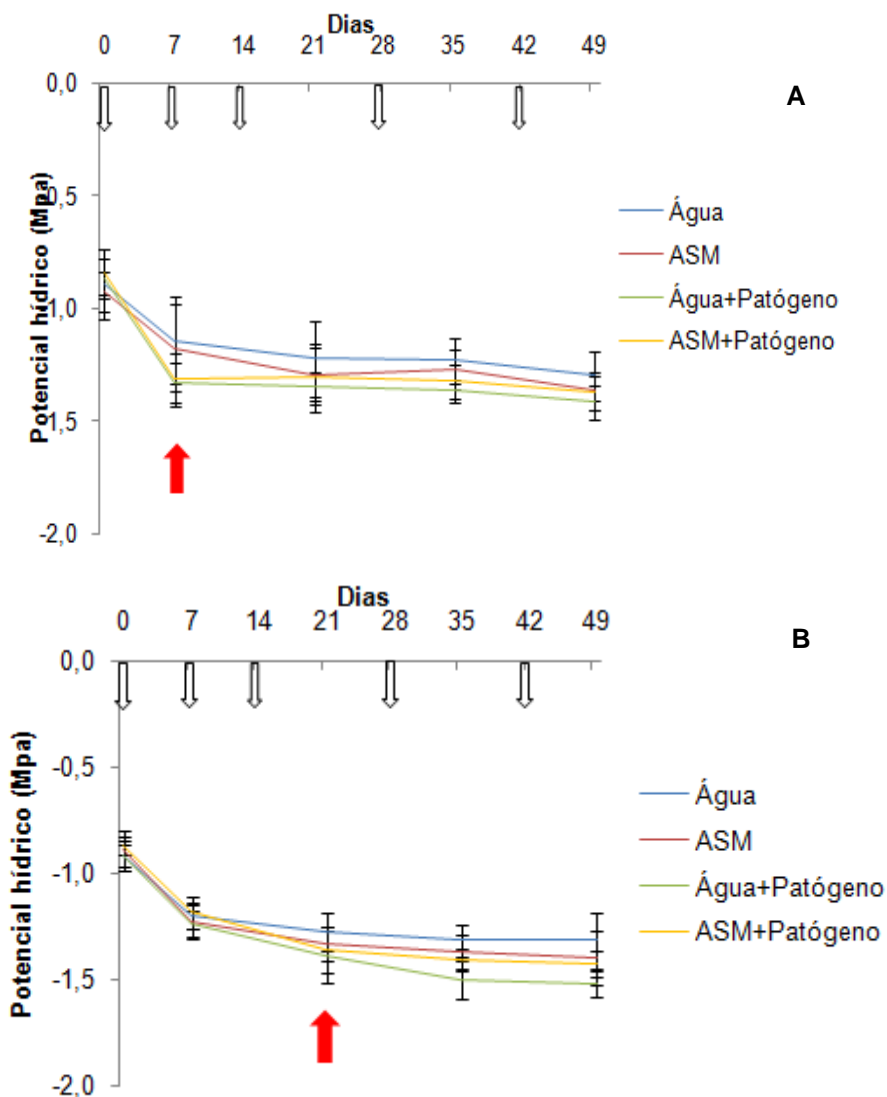 Dias
0 7 14 21 28 35 42 49
0,0
0,5
1,0
1,5
-2,0
Potencial hídrico (Mpa)
A
Água
ASM
Água+Patógeno
ASM+Patógeno
Dias
0 7 14 21 28 35 42 49
0,0
-0,5
-1,0
-1,5
-2,0
Potencial hídrico (Mpa)
B
Água
ASM
Água+Patógeno
ASM+Patógeno